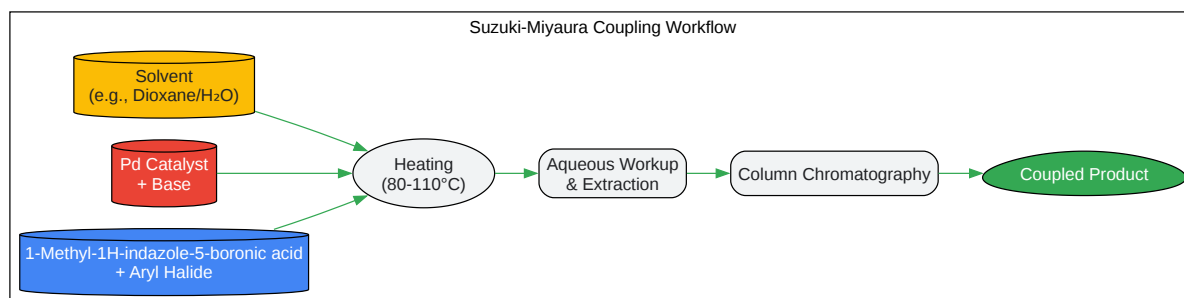 Suzuki-Miyaura Coupling Workflow
Solvent
(e.g., Dioxane/H₂O)
Pd Catalyst
+ Base
1-Methyl-1H-indazole-5-boronic acid
+ Aryl Halide
Heating
(80-110°C)
Aqueous Workup
& Extraction
Column Chromatography
Coupled Product